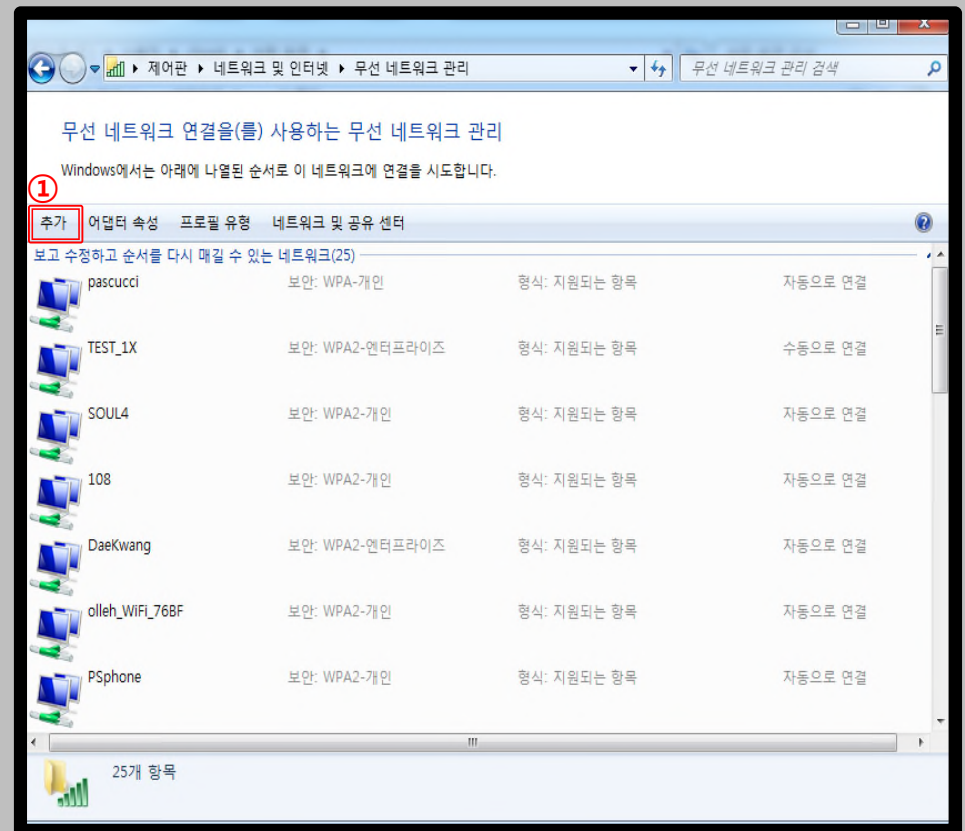 제어판 ▸ 네트워크 및 인터넷 ▸ 무선 네트워크 관리
무선 네트워크 관리 검색
무선 네트워크 연결을(를) 사용하는 무선 네트워크 관리
Windows에서는 아래에 나열된 순서로 이 네트워크에 연결을 시도합니다.
①
추가 어댑터 속성 프로필 유형 네트워크 및 공유 센터
보고 수정하고 순서를 다시 매길 수 있는 네트워크(25)
pascucci 보안: WPA-개인 형식: 지원되는 항목 자동으로 연결
TEST_1X 보안: WPA2-엔터프라이즈 형식: 지원되는 항목 수동으로 연결
SOUL4 보안: WPA2-개인 형식: 지원되는 항목 자동으로 연결
108 보안: WPA2-개인 형식: 지원되는 항목 자동으로 연결
DaeKwang 보안: WPA2-엔터프라이즈 형식: 지원되는 항목 자동으로 연결
olleh_WiFi_76BF 보안: WPA2-개인 형식: 지원되는 항목 자동으로 연결
PSphone 보안: WPA2-개인 형식: 지원되는 항목 자동으로 연결
25개 항목